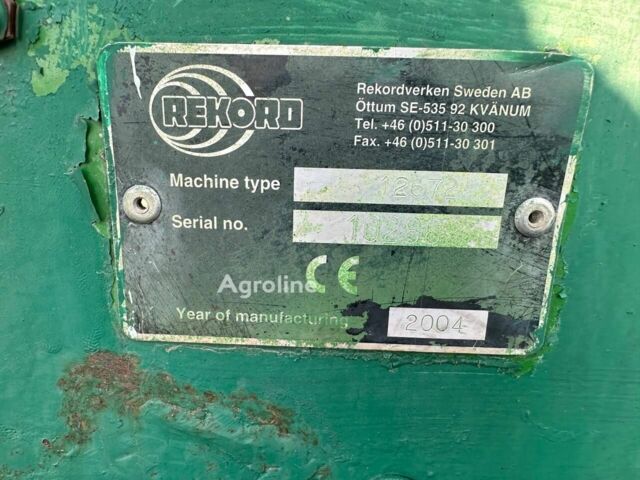 REKORD
Rekordverken Sweden AB
Öttum SE-535 92 KVÄNUM
Tel. +46 (0)511-30 300
Fax. +46 (0)511-30 301
Machine type
Serial no.
CE
Agroline
Year of manufacturing 2004